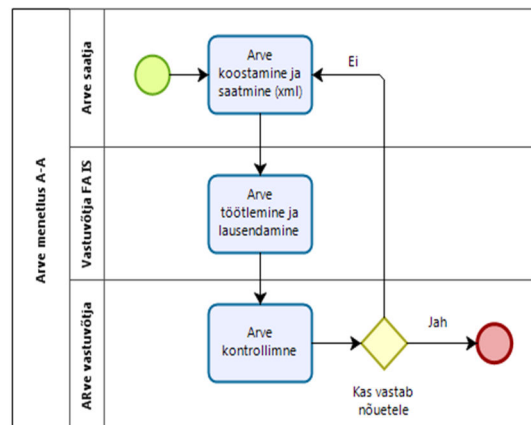 Arve menetlus A-A
Arve saatja
Arve
koostamine ja
saatmine (xml)
Ei
Vastuvõtja FA IS
Arve
töötlemine ja
lausendamine
ARve vastuvõtja
Arve
kontrollimne
Jah
Kas vastab
nõuetele